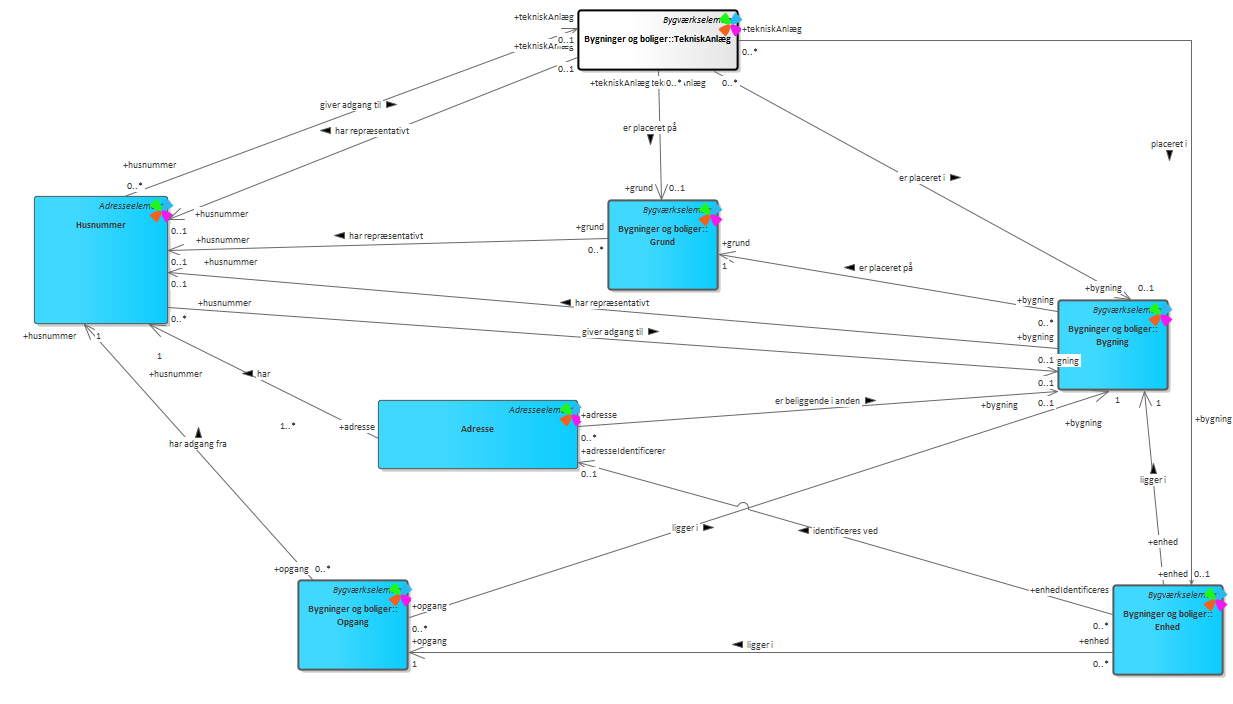 +tekniskAnlæg
0..1
Bygværkselem
Bygninger og boliger::TekniskAnlæg
+tekniskAnlæg
0..*
0..1
+tekniskAnlæg
0..*
0..*
giver adgang til
har repræsentativt
er placeret på
placeret i
+husnummer
0..*
er placeret i
+grund
0..1
Adresseelem
Husnummer
+husnummer
0..1
Bygværkselem
Bygninger og boliger::
Grund
+grund
0..*
har repræsentativt
+husnummer
0..1
+grund
1
er placeret på
+husnummer
0..1
+bygning
0..1
har repræsentativt
+bygning
0..*
Bygværkselem
Bygninger og boliger::
Bygning
+husnummer
0..*
giver adgang til
+bygning
0..1
gning
0..1
+husnummer
1
1
+husnummer
har
+adresse
1..*
Adresseelem
Adresse
+adresse
0..*
er beliggende i anden
+bygning
0..1
1
+bygning
1
+bygning
har adgang fra
+adresseIdentificerer
0..1
ligger i
ligger i
identificeres ved
+enhed
+opgang
0..*
+enhed
0..1
Bygværkselem
Bygninger og boliger::
Opgang
+opgang
0..*
+enhedIdentificeres
0..*
Bygværkselem
Bygninger og boliger::
Enhed
+opgang
1
ligger i
+enhed
0..*